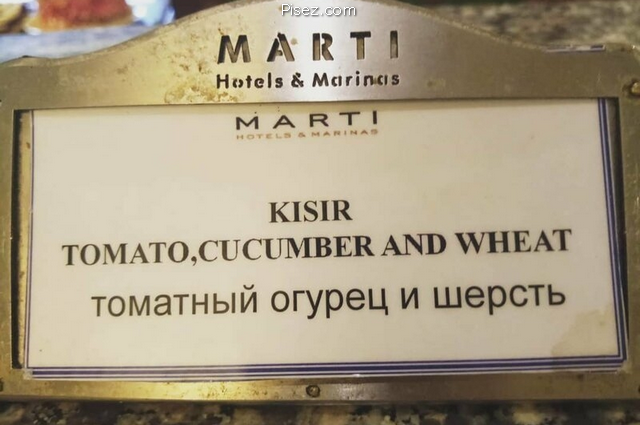 Pisez.com
MARTI
Hotels & Marinas
MARTI
HOTELS & MARINAS
KISIR
TOMATO,CUCUMBER AND WHEAT
томатный огурец и шерсть